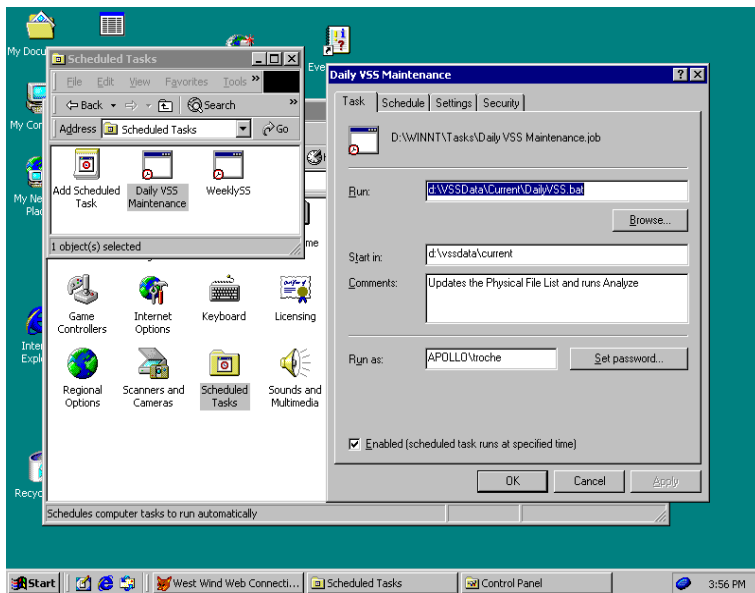 My Docu
Eve
My Con
My Ne
Plac
Inte
Expl
Recyc
Scheduled Tasks
File Edit View Favorites Tools »
Back Search »
Address Scheduled Tasks Go
Add Scheduled
Task
Daily VSS
Maintenance
WeeklySS
1 object(s) selected
me
Game
Controllers
Internet
Options
Keyboard
Licensing
Regional
Options
Scanners and
Cameras
Scheduled
Tasks
Sounds and
Multimedia
Schedules computer tasks to run automatically
Daily VSS Maintenance
Task Schedule Settings Security
D:\WINNT\Tasks\Daily VSS Maintenance.job
Run: d:\VSSData\Current\DailyVSS.bat
Browse...
Start in: d:\vssdata\current
Comments: Updates the Physical File List and runs Analyze
Run as: APOLLO\troche Set password...
Enabled (scheduled task runs at specified time)
OK Cancel Apply
Start West Wind Web Connecti... Scheduled Tasks Control Panel 3:56 PM